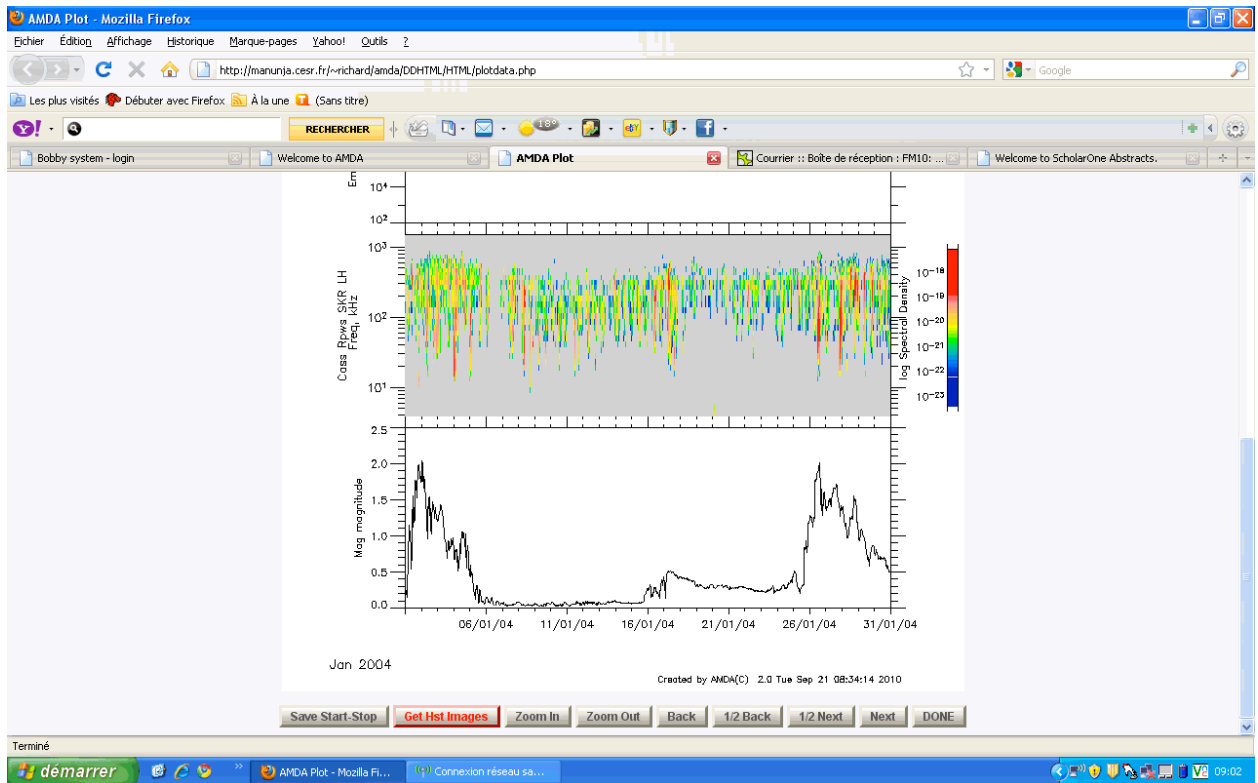 AMDA Plot - Mozilla Firefox
Fichier Édition Affichage Historique Marque-pages Yahoo! Outils ?
http://manunja.cesr.fr/~richard/amda/DDHTML/HTML/plotdata.php
Google
Les plus visités Débuter avec Firefox À la une (Sans titre)
Y! RECHERCHER 18° ebY
Bobby system - login
Welcome to AMDA
AMDA Plot
Courrier :: Boîte de réception : FM10: ...
Welcome to ScholarOne Abstracts.
Em
10⁴
10²
Cass Rpws SKR LH
Freq, kHz
10³
10²
10¹
log Spectral Density
10⁻¹⁸
10⁻¹⁹
10⁻²⁰
10⁻²¹
10⁻²²
10⁻²³
Mag magnitude
2.5
2.0
1.5
1.0
0.5
0.0
06/01/04 11/01/04 16/01/04 21/01/04 26/01/04 31/01/04
Jan 2004
Created by AMDA(C) 2.0 Tue Sep 21 08:34:14 2010
Save Start-Stop Get Hst Images Zoom In Zoom Out Back 1/2 Back 1/2 Next Next DONE
Terminé
démarrer AMDA Plot - Mozilla Fi... Connexion réseau sa... 09:02